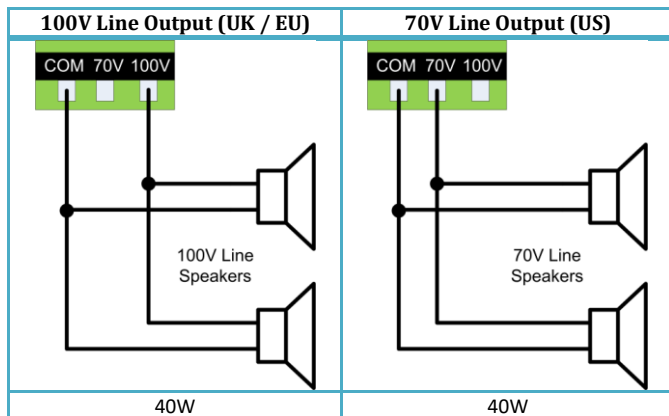 100V Line Output (UK / EU)
70V Line Output (US)
COM 70V 100V
COM 70V 100V
100V Line
Speakers
70V Line
Speakers
40W
40W